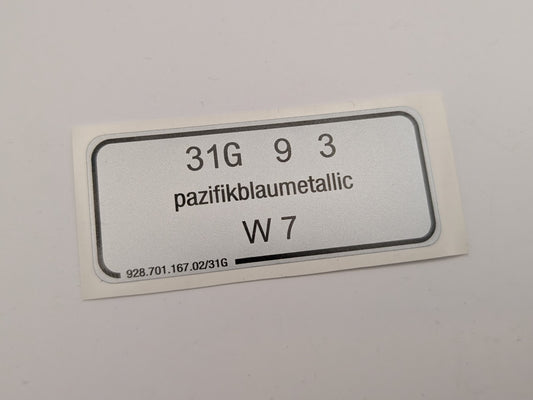 31G 9 3
pazifikblaumetallic
W 7
928.701.167.02/31G